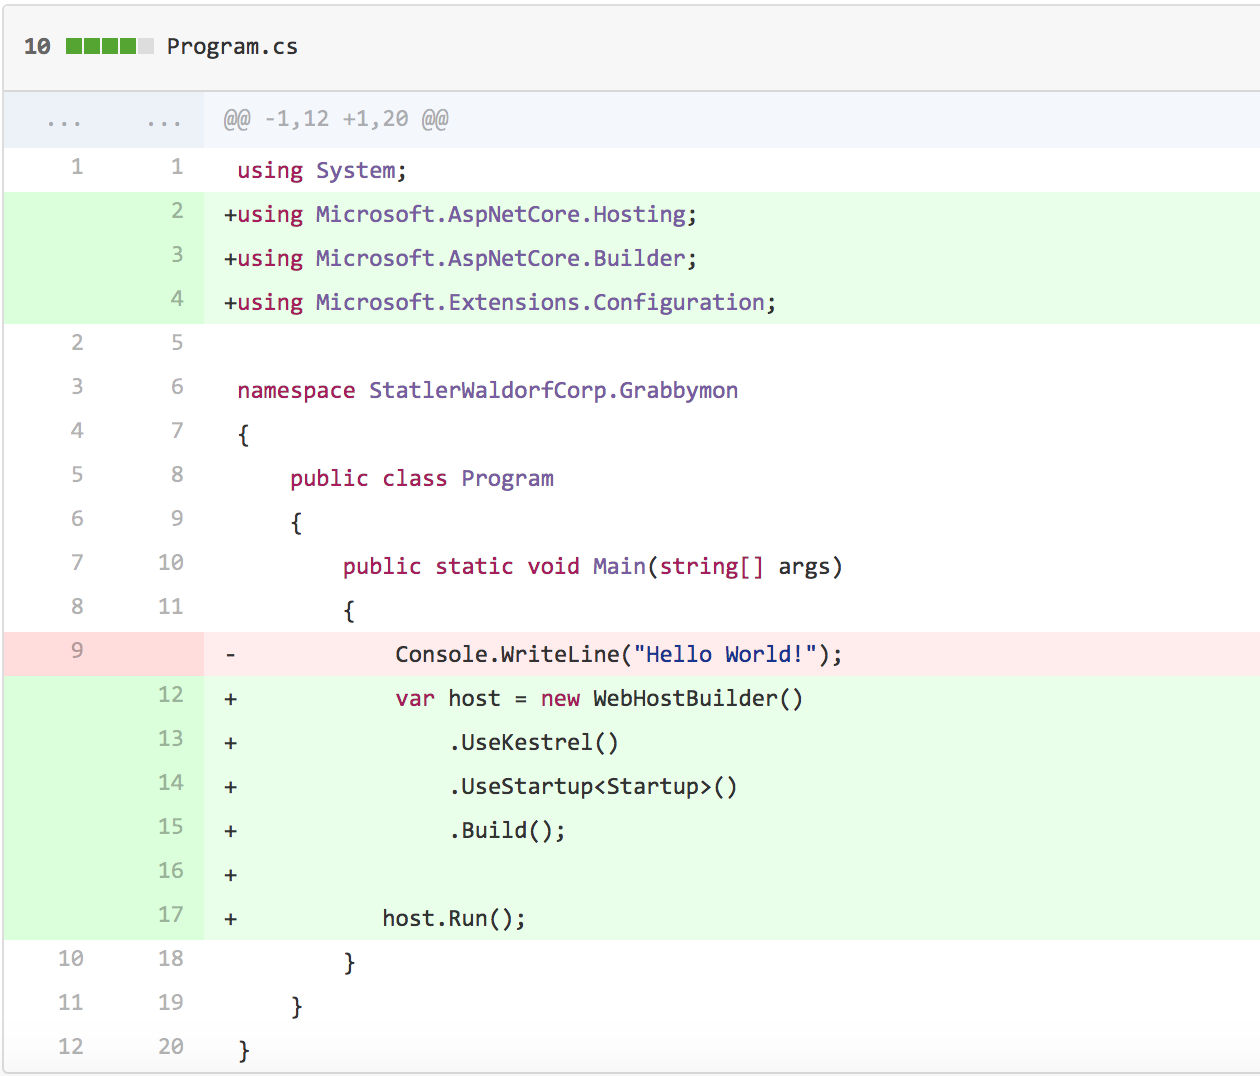 10 Program.cs
... ... @@ -1,12 +1,20 @@
1 1 using System;
2 +using Microsoft.AspNetCore.Hosting;
3 +using Microsoft.AspNetCore.Builder;
4 +using Microsoft.Extensions.Configuration;
2 5
3 6 namespace StatlerWaldorfCorp.Grabbymon
4 7 {
5 8     public class Program
6 9     {
7 10         public static void Main(string[] args)
8 11         {
9 -            Console.WriteLine("Hello World!");
12 +            var host = new WebHostBuilder()
13 +                .UseKestrel()
14 +                .UseStartup<Startup>()
15 +                .Build();
16 +
17 +           host.Run();
10 18         }
11 19     }
12 20 }